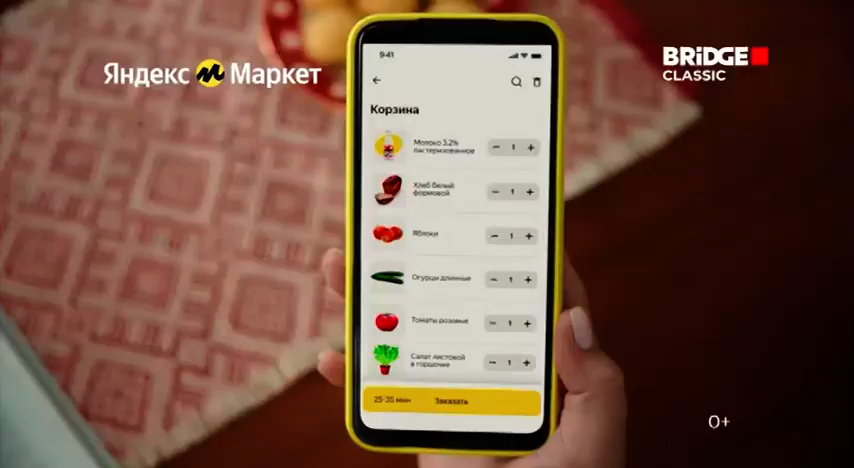 Яндекс Маркет
BRIDGE
CLASSIC
9:41
Корзина
Молоко 3,2%
пастеризованное
1
Хлеб белый
формовой
1
Яблоки
1
Огурцы длинные
1
Томаты розовые
1
Салат листовой
в горшочке
1
25-35 мин
Заказать
0+